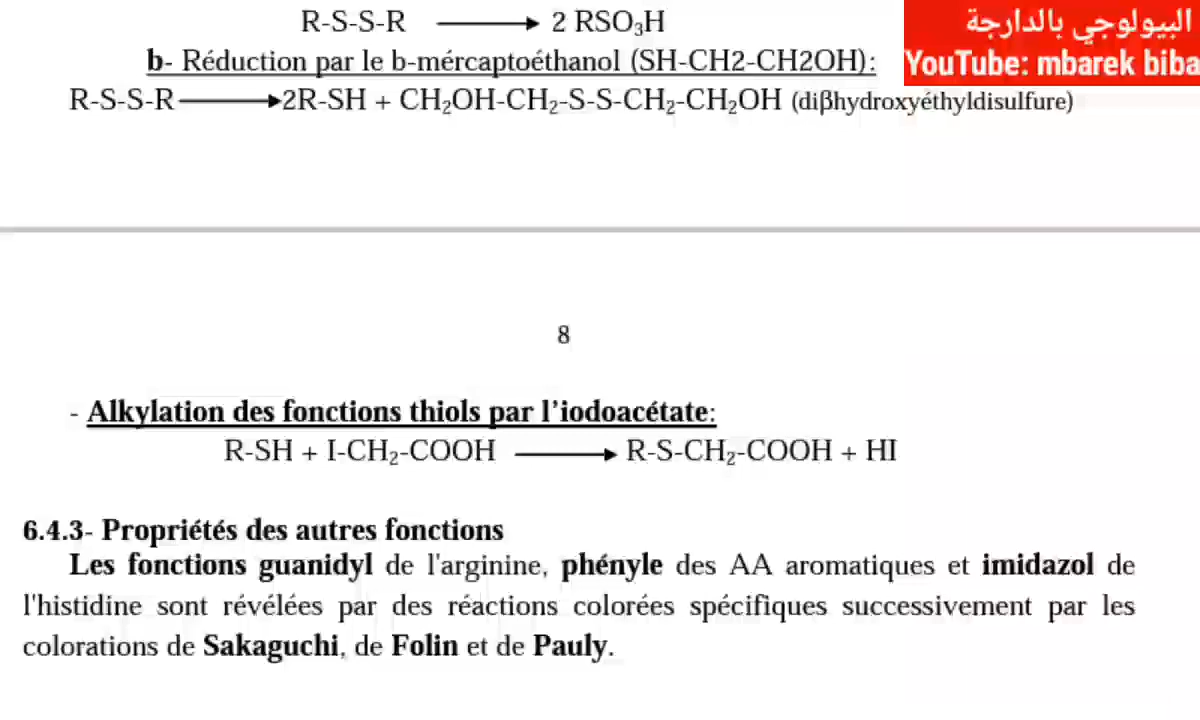 R-S-S-R ⟶ 2 RSO₃H
البيولوجي بالدارجة
YouTube: mbarek biba
b- Réduction par le b-mércaptoéthanol (SH-CH2-CH2OH):
R-S-S-R⟶2R-SH + CH₂OH-CH₂-S-S-CH₂-CH₂OH (diβhydroxyéthyldisulfure)
8
- Alkylation des fonctions thiols par l’iodoacétate:
R-SH + I-CH₂-COOH ⟶ R-S-CH₂-COOH + HI
6.4.3- Propriétés des autres fonctions
Les fonctions guanidyl de l'arginine, phényle des AA aromatiques et imidazol de
l'histidine sont révélées par des réactions colorées spécifiques successivement par les
colorations de Sakaguchi, de Folin et de Pauly.